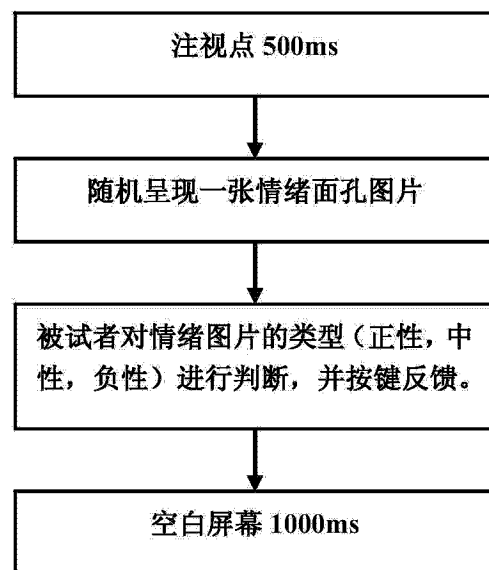 注视点 500ms
随机呈现一张情绪面孔图片
被试者对情绪图片的类型（正性，中
性，负性）进行判断，并按键反馈。
空白屏幕 1000ms